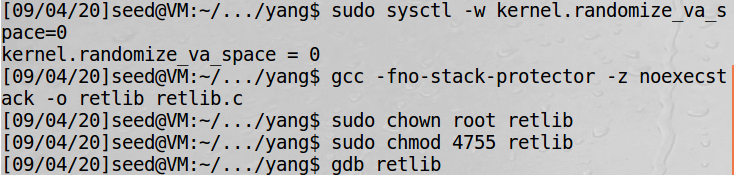 [09/04/20]seed@VM:~/.../yang$ sudo sysctl -w kernel.randomize_va_s
pace=0
kernel.randomize_va_space = 0
[09/04/20]seed@VM:~/.../yang$ gcc -fno-stack-protector -z noexecst
ack -o retlib retlib.c
[09/04/20]seed@VM:~/.../yang$ sudo chown root retlib
[09/04/20]seed@VM:~/.../yang$ sudo chmod 4755 retlib
[09/04/20]seed@VM:~/.../yang$ gdb retlib